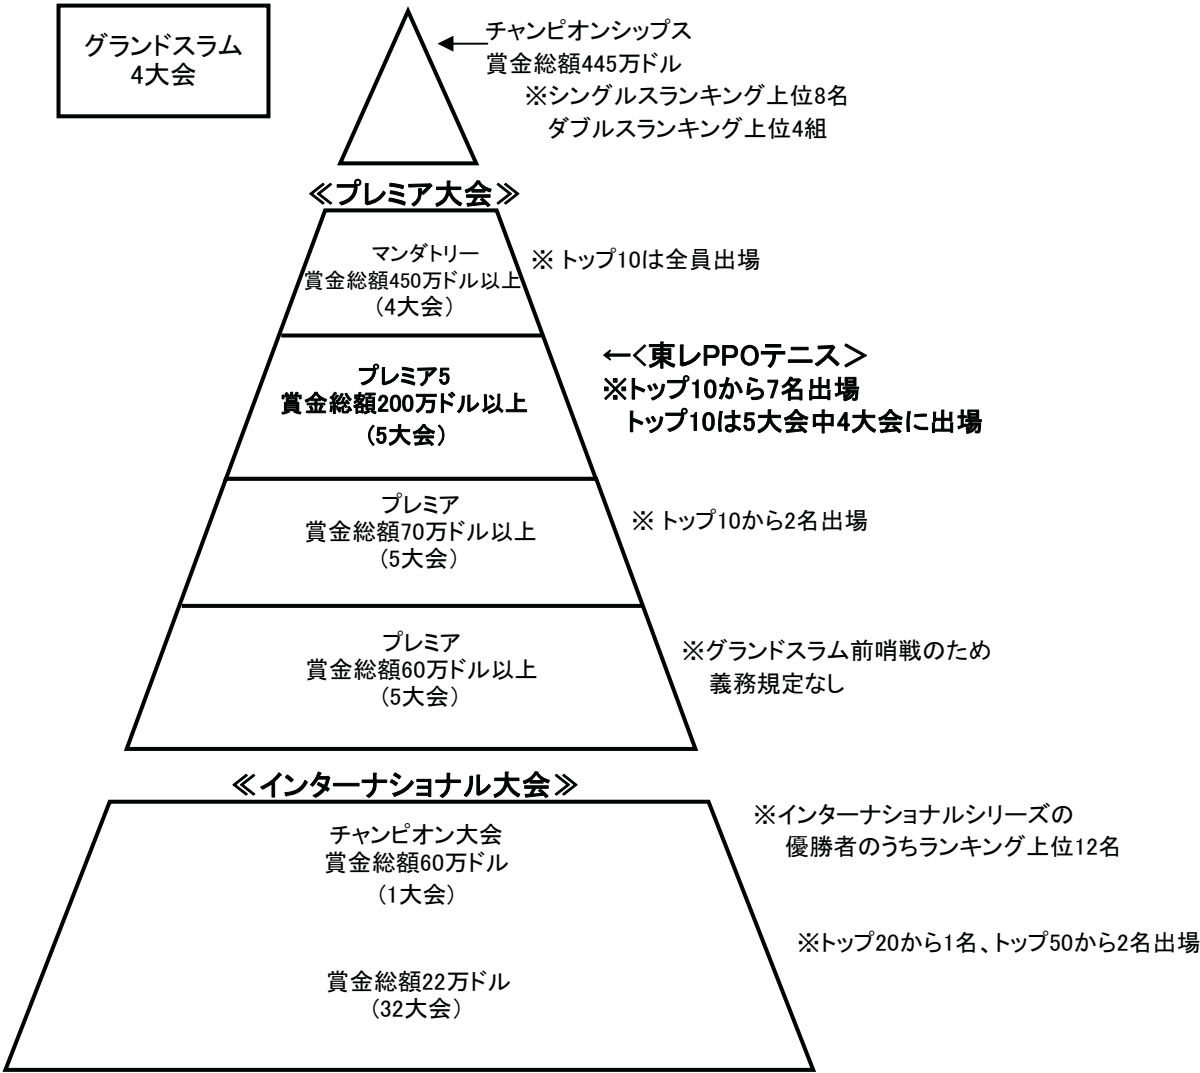 グランドスラム
4大会
チャンピオンシップス
賞金総額445万ドル
※シングルスランキング上位8名
ダブルスランキング上位4組
≪プレミア大会≫
マンダトリー
賞金総額450万ドル以上
(4大会)
※ トップ10は全員出場
プレミア5
賞金総額200万ドル以上
(5大会)
←<東レPPOテニス>
※トップ10から7名出場
トップ10は5大会中4大会に出場
プレミア
賞金総額70万ドル以上
(5大会)
※ トップ10から2名出場
プレミア
賞金総額60万ドル以上
(5大会)
※グランドスラム前哨戦のため
義務規定なし
≪インターナショナル大会≫
チャンピオン大会
賞金総額60万ドル
(1大会)
※インターナショナルシリーズの
優勝者のうちランキング上位12名
※トップ20から1名、トップ50から2名出場
賞金総額22万ドル
(32大会)